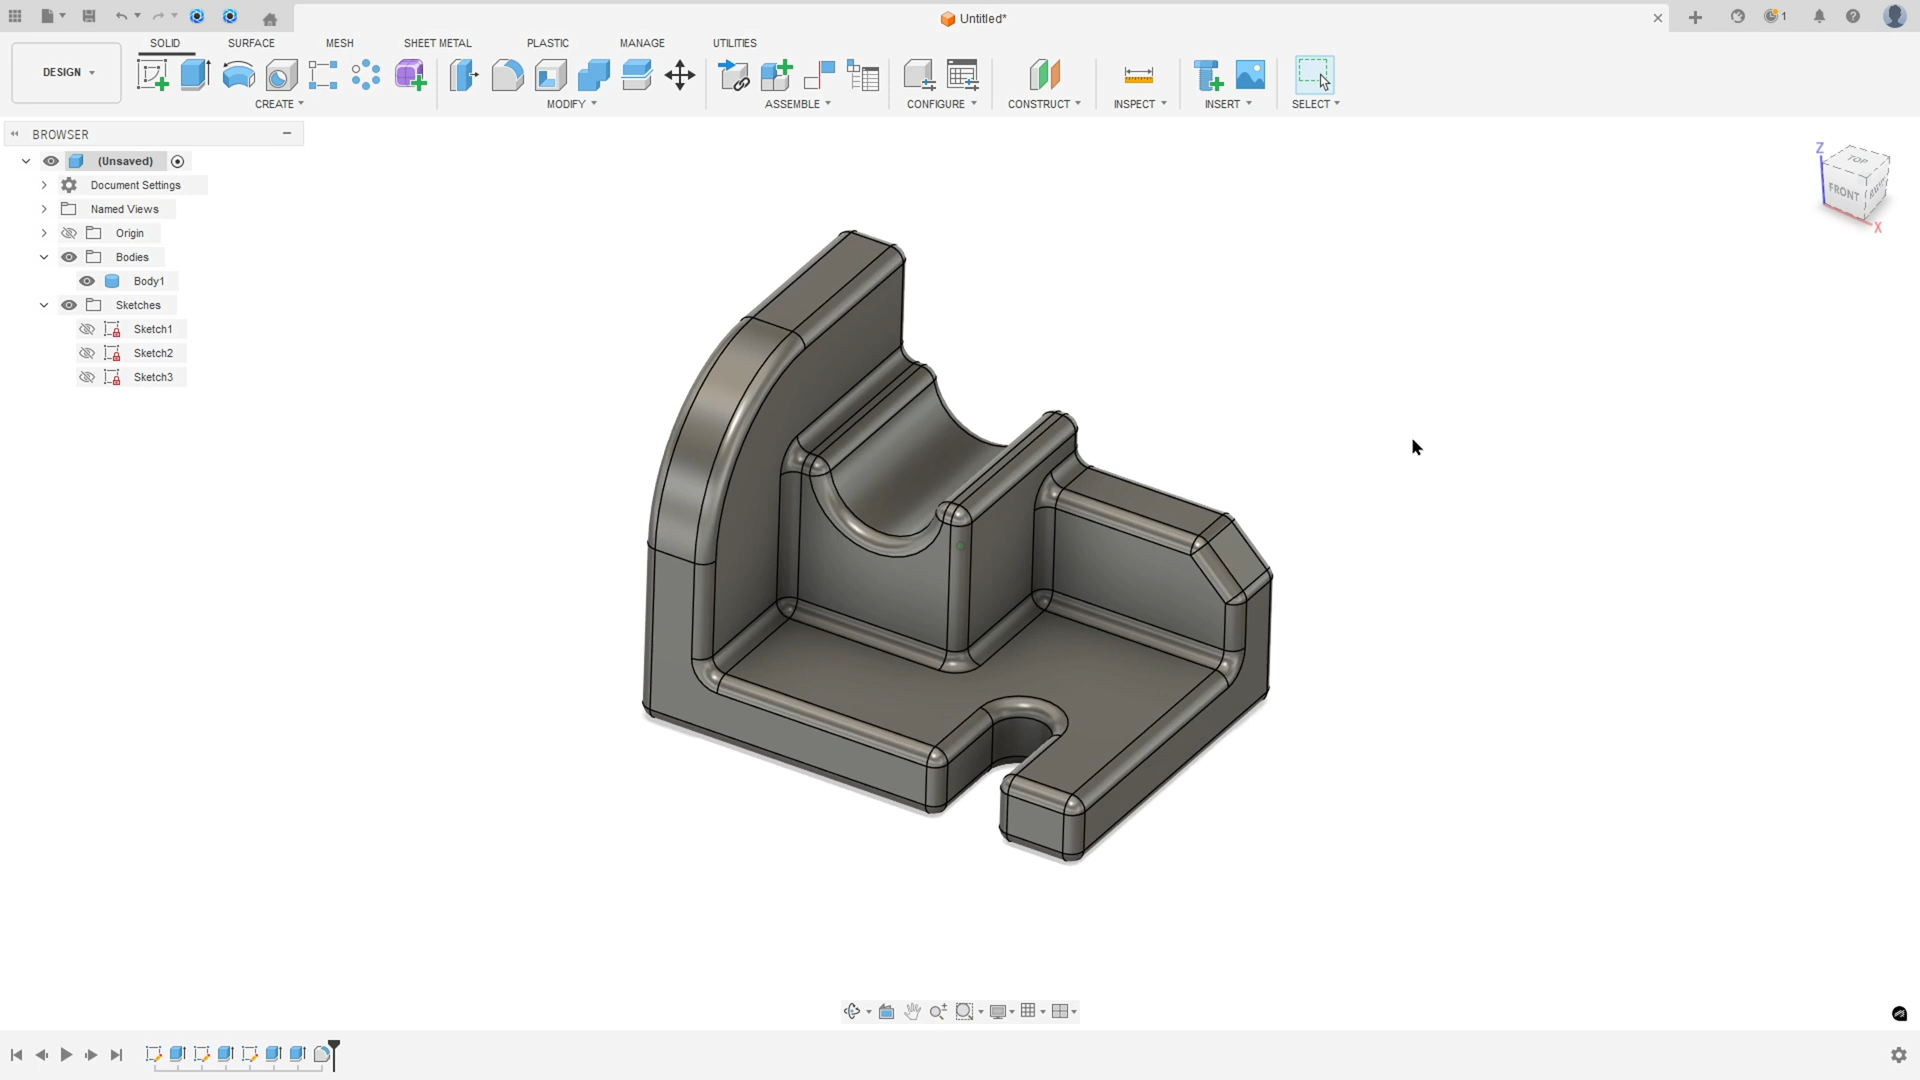 Untitled*
1
DESIGN
SOLID
SURFACE
MESH
SHEET METAL
PLASTIC
MANAGE
UTILITIES
CREATE
MODIFY
ASSEMBLE
CONFIGURE
CONSTRUCT
INSPECT
INSERT
SELECT
BROWSER
(Unsaved)
Document Settings
Named Views
Origin
Bodies
Body1
Sketches
Sketch1
Sketch2
Sketch3
Z
TOP
FRONT
RIGHT
X